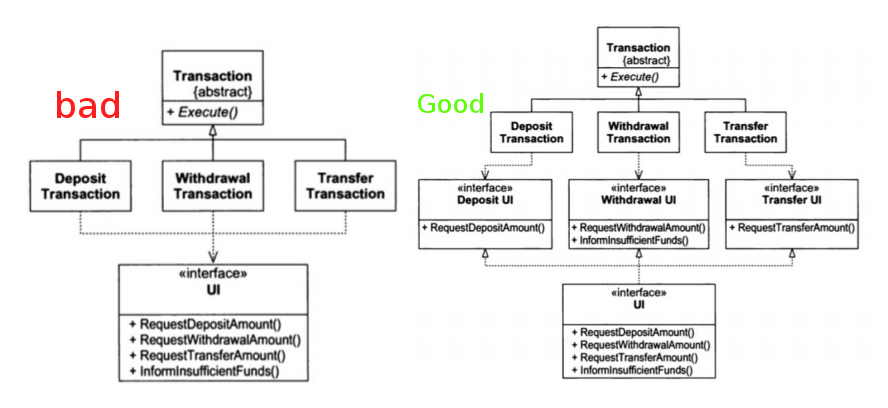 bad
Transaction
{abstract}
+ Execute()
Deposit
Transaction
Withdrawal
Transaction
Transfer
Transaction
«interface»
UI
+ RequestDepositAmount()
+ RequestWithdrawalAmount()
+ RequestTransferAmount()
+ InformInsufficientFunds()
Good
Transaction
{abstract}
+ Execute()
Deposit
Transaction
Withdrawal
Transaction
Transfer
Transaction
«interface»
Deposit UI
+ RequestDepositAmount()
«interface»
Withdrawal UI
+ RequestWithdrawalAmount()
+ InformInsufficientFunds()
«interface»
Transfer UI
+ RequestTransferAmount()
«interface»
UI
+ RequestDepositAmount()
+ RequestWithdrawalAmount()
+ RequestTransferAmount()
+ InformInsufficientFunds()